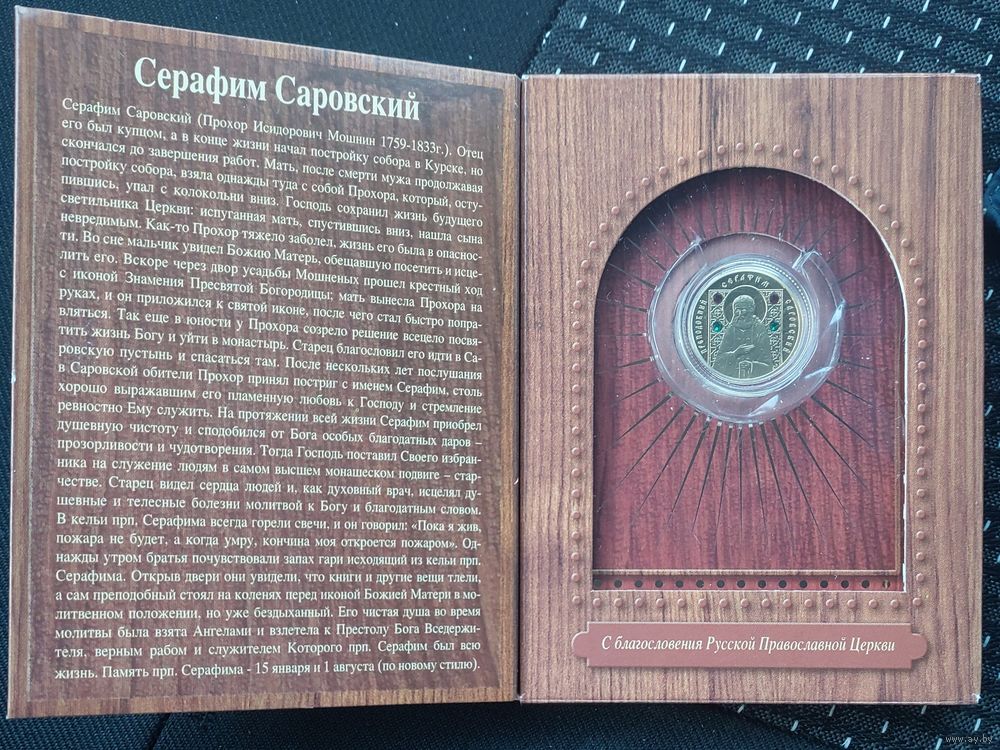 Серафим Саровский
Серафим Саровский (Прохор Исидорович Мошнин 1759-1833г.). Отец
его был купцом, а в конце жизни начал постройку собора в Курске, но
скончался до завершения работ. Мать, после смерти мужа продолжавая
постройку собора, взяла однажды туда с собой Прохора, который, осту-
пившись, упал с колокольни вниз. Господь сохранил жизнь будущего
светильника Церкви: испуганная мать, спустившись вниз, нашла сына
невредимым. Как-то Прохор тяжело заболел, жизнь его была в опаснос-
ти. Во сне мальчик увидел Божию Матерь, обещавшую посетить и исце-
лить его. Вскоре через двор усадьбы Мошненых прошел крестный ход
с иконой Знамения Пресвятой Богородицы; мать вынесла Прохора на
руках, и он приложился к святой иконе, после чего стал быстро попра-
вляться. Так еще в юности у Прохора созрело решение всецело посвя-
тить жизнь Богу и уйти в монастырь. Старец благословил его идти в Са-
ровскую пустынь и спасаться там. После нескольких лет послушания
в Саровской обители Прохор принял постриг с именем Серафим, столь
хорошо выражавшим его пламенную любовь к Господу и стремление
ревностно Ему служить. На протяжении всей жизни Серафим приобрел
душевную чистоту и сподобился от Бога особых благодатных даров –
прозорливости и чудотворения. Тогда Господь поставил Своего избран-
ника на служение людям в самом высшем монашеском подвиге – стар-
честве. Старец видел сердца людей и, как духовный врач, исцелял ду-
шевные и телесные болезни молитвой к Богу и благодатным словом.
В кельи прп. Серафима всегда горели свечи, и он говорил: «Пока я жив,
пожара не будет, а когда умру, кончина моя откроется пожаром». Од-
нажды утром братья почувствовали запах гари исходящий из кельи прп.
Серафима. Открыв двери они увидели, что книги и другие вещи тлели,
а сам преподобный стоял на коленях перед иконой Божией Матери в мо-
литвенном положении, но уже бездыханный. Его чистая душа во время
молитвы была взята Ангелами и взлетела к Престолу Бога Вседержи-
теля, верным рабом и служителем Которого прп. Серафим был всю
жизнь. Память прп. Серафима - 15 января и 1 августа (по новому стилю).
ПРЕПОДОБНЫЙ СЕРАФИМ САРОВСКИЙ
С благословения Русской Православной Церкви
www.ay.by